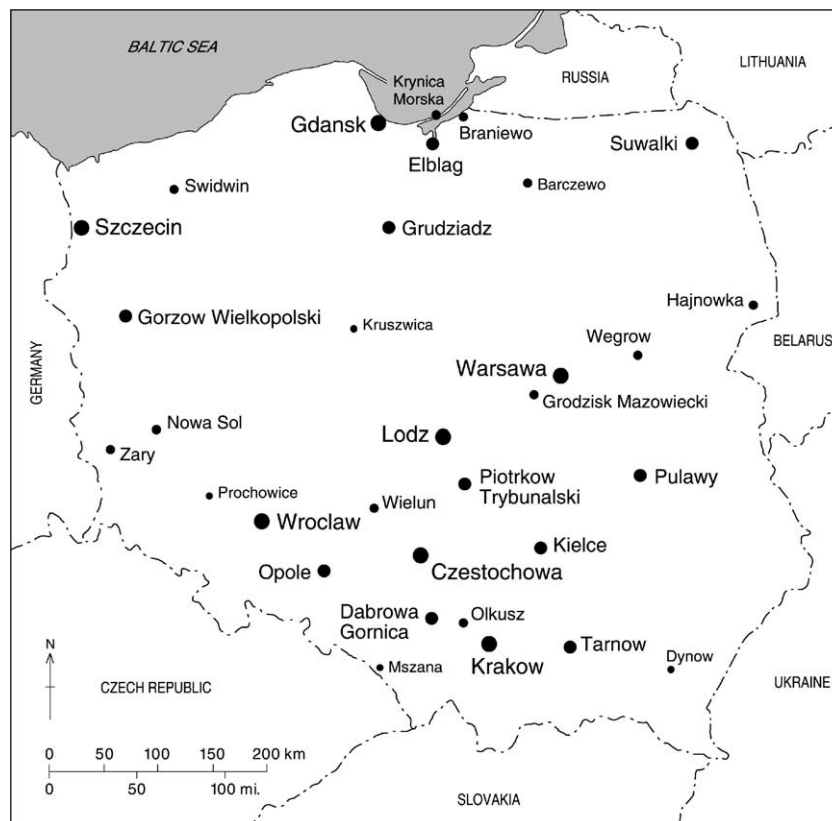 BALTIC SEA
LITHUANIA
RUSSIA
Krynica
Morska
Gdansk
Braniewo
Suwalki
Elblag
Swidwin
Barczewo
Szczecin
Grudziadz
Hajnowka
Gorzow Wielkopolski
Kruszwica
Wegrow
BELARUS
GERMANY
Warsawa
Grodzisk Mazowiecki
Nowa Sol
Lodz
Zary
Piotrkow
Trybunalski
Pulawy
Prochowice
Wielun
Wroclaw
Kielce
Opole
Czestochowa
Dabrowa
Gornica
Olkusz
Krakow
Tarnow
Dynow
Mszana
N
CZECH REPUBLIC
UKRAINE
0 50 100 150 200 km
0 50 100 mi.
SLOVAKIA